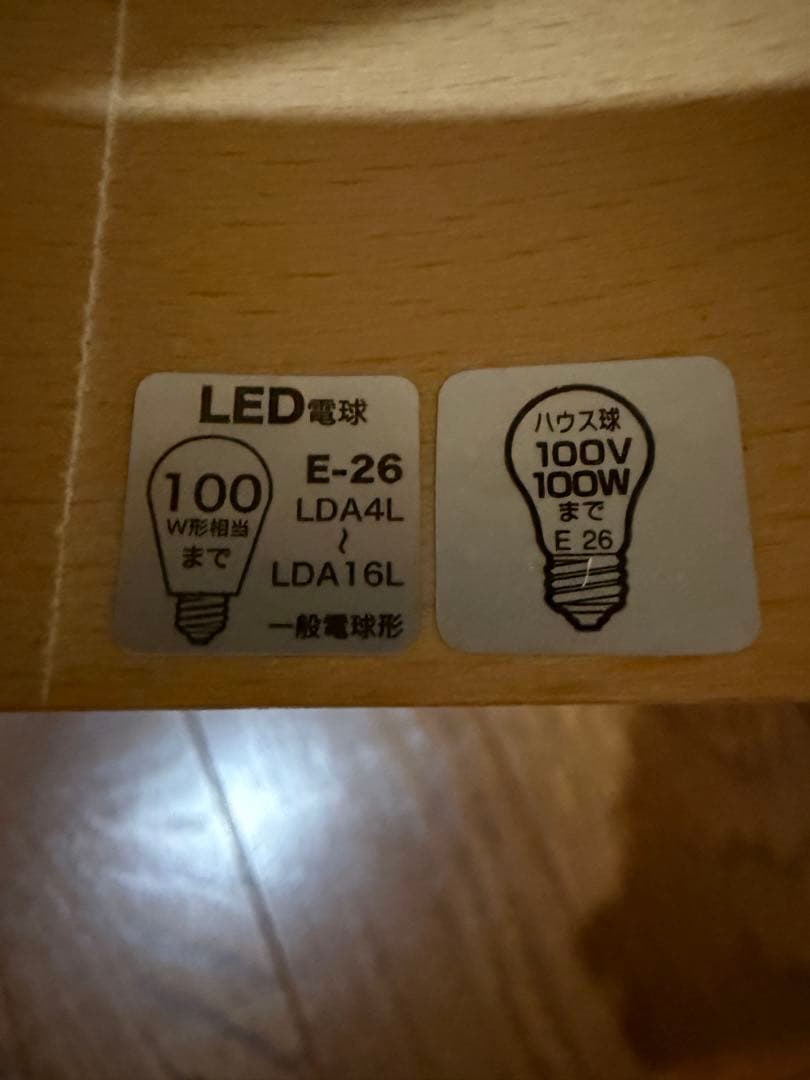 LED電球
100
W形相当
まで
E-26
LDA4L
~
LDA16L
一般電球形
ハウス球
100V
100W
まで
E 26